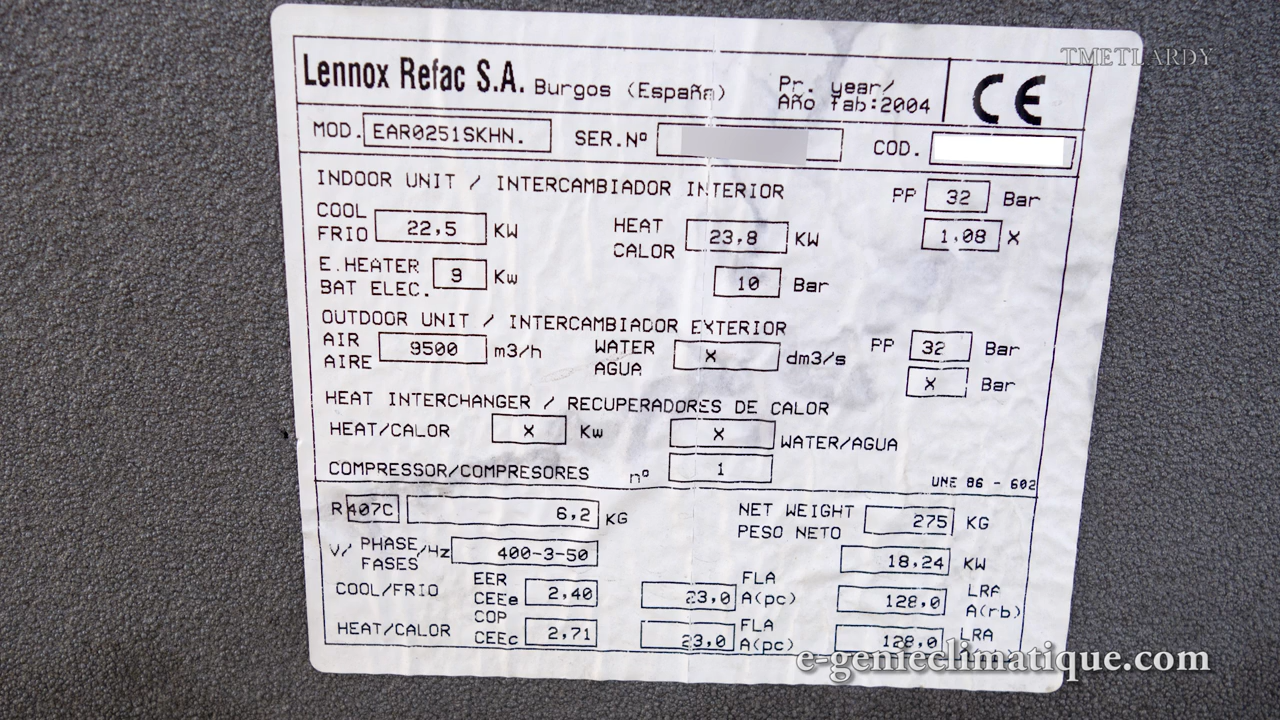 TMETLARDY
Lennox Refac S.A. Burgos (España) Pr. year/ Año fab:2004 CE
MOD. EAR0251SKHN. SER.Nº COD.
INDOOR UNIT / INTERCAMBIADOR INTERIOR PP 32 Bar
COOL FRIO 22,5 KW HEAT CALOR 23,8 KW 1,08 X
E.HEATER BAT ELEC. 9 Kw 10 Bar
OUTDOOR UNIT / INTERCAMBIADOR EXTERIOR
AIR AIRE 9500 m3/h WATER AGUA X dm3/s PP 32 Bar
X Bar
HEAT INTERCHANGER / RECUPERADORES DE CALOR
HEAT/CALOR X Kw X WATER/AGUA
COMPRESSOR/COMPRESORES nº 1
UNE 86 - 602
R 407C 6,2 KG NET WEIGHT PESO NETO 275 KG
V/ PHASE/Hz FASES 400-3-50 18,24 KW
COOL/FRIO EER CEEe 2,40 23,0 FLA A(pc) 128,0 LRA A(rb)
HEAT/CALOR COP CEEc 2,71 23,0 FLA A(pc) 128,0 LRA
e-genieclimatique.com